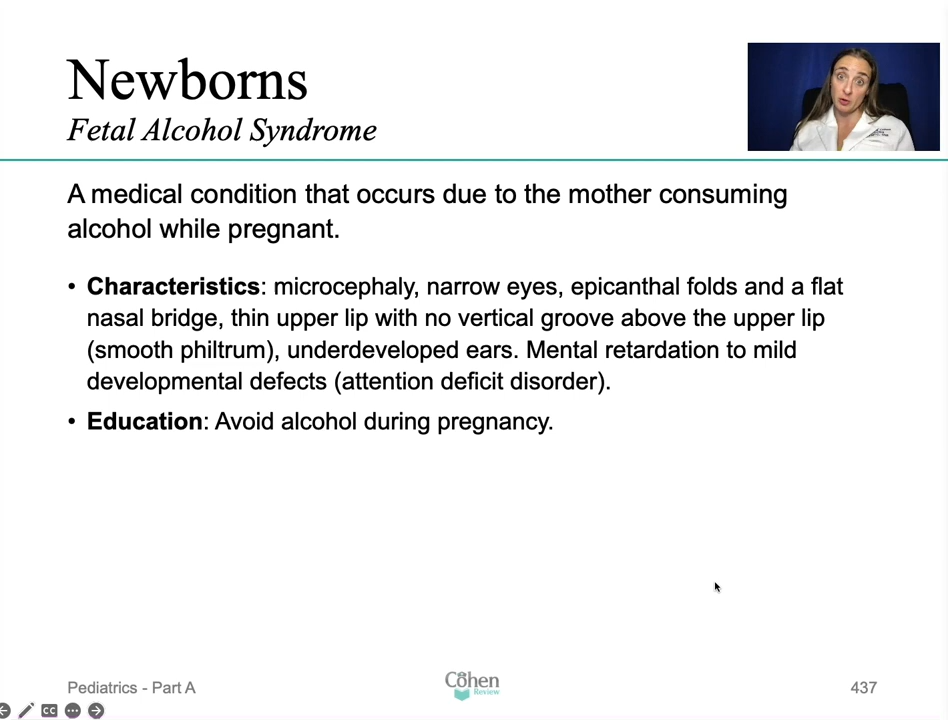 Newborns
Fetal Alcohol Syndrome
A medical condition that occurs due to the mother consuming
alcohol while pregnant.
• Characteristics: microcephaly, narrow eyes, epicanthal folds and a flat
nasal bridge, thin upper lip with no vertical groove above the upper lip
(smooth philtrum), underdeveloped ears. Mental retardation to mild
developmental defects (attention deficit disorder).
• Education: Avoid alcohol during pregnancy.
Pediatrics - Part A
Cohen
Review
437
CC